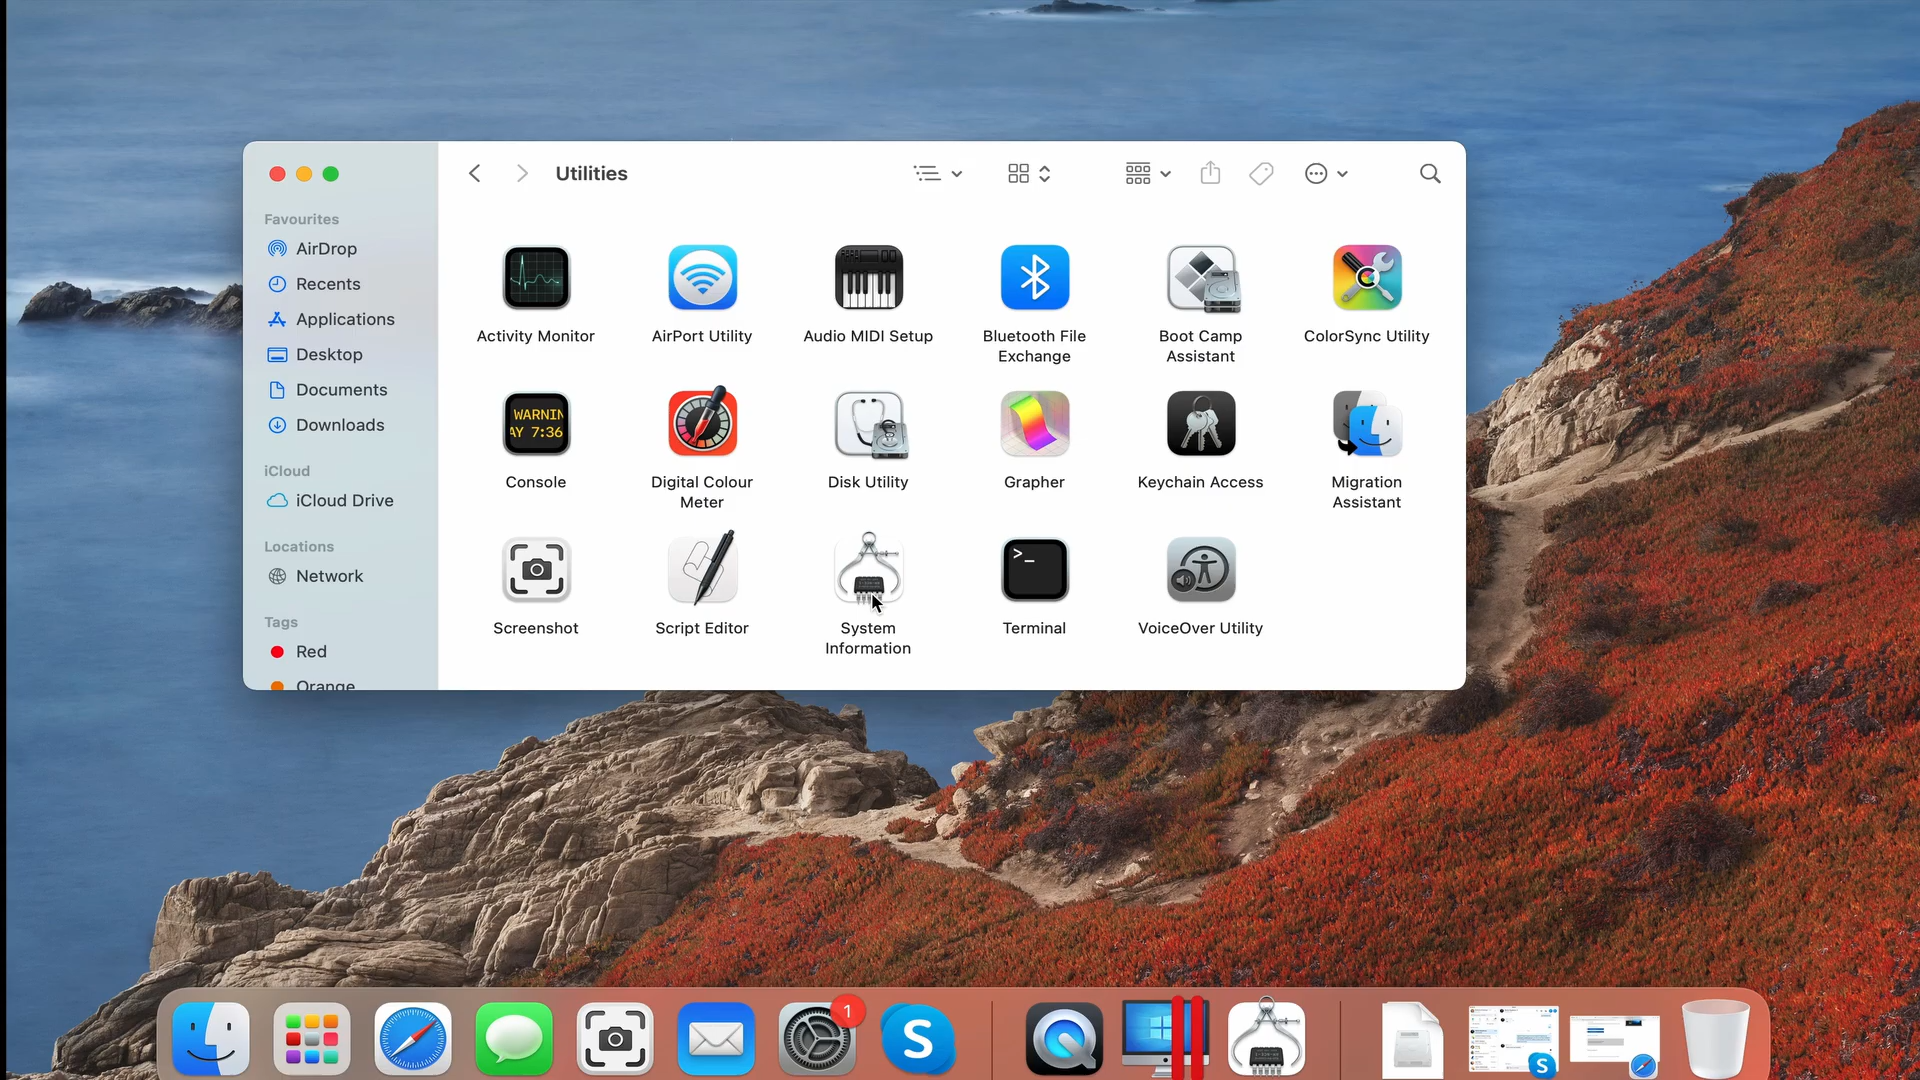 Utilities
Favourites
AirDrop
Recents
Applications
Desktop
Documents
Downloads
iCloud
iCloud Drive
Locations
Network
Tags
Red
Orange
Activity Monitor
AirPort Utility
Audio MIDI Setup
Bluetooth File
Exchange
Boot Camp
Assistant
ColorSync Utility
WARNIN
AY 7:36
Console
Digital Colour
Meter
Disk Utility
Grapher
Keychain Access
Migration
Assistant
Screenshot
Script Editor
System
Information
>_
Terminal
VoiceOver Utility
1
S
S